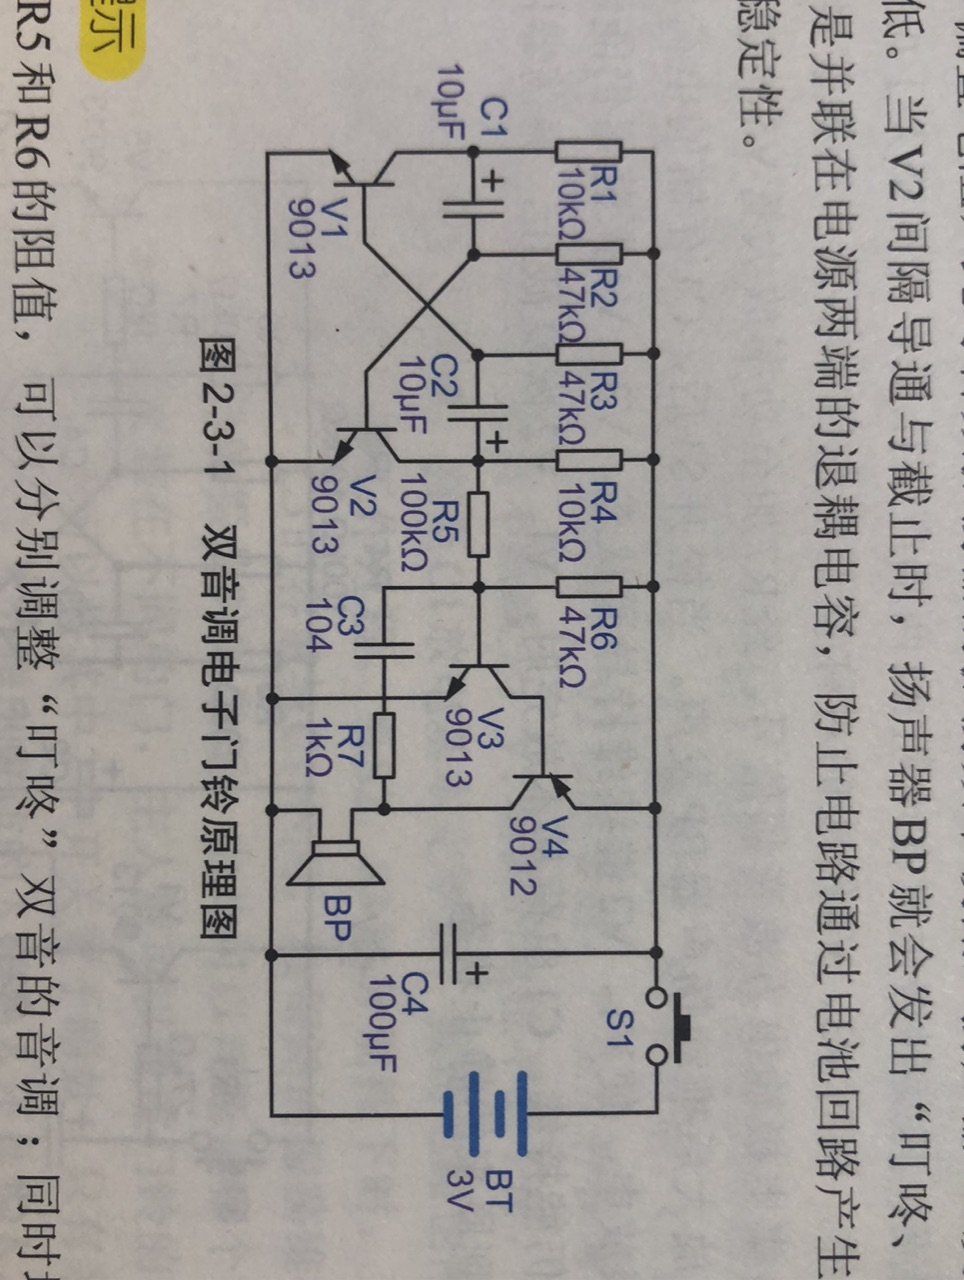 低。当V2间隔导通与截止时，扬声器BP就会发出“叮咚、
是并联在电源两端的退耦电容，防止电路通过电池回路产生
稳定性。
R1
10kΩ
R2
47kΩ
R3
47kΩ
R4
10kΩ
R6
47kΩ
S1
C1
10μF
+
C2
10μF
+
R5
100kΩ
V3
9013
V4
9012
BT
3V
V1
9013
V2
9013
C3
104
R7
1kΩ
BP
C4
100μF
+
图2-3-1 双音调电子门铃原理图
示
R5和R6的阻值，可以分别调整“叮咚”双音的音调；同时